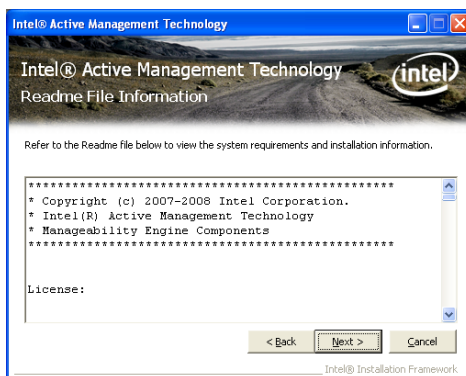 Intel® Active Management Technology
Intel® Active Management Technology
Readme File Information
intel
Refer to the Readme file below to view the system requirements and installation information.
****************************************************
* Copyright (c) 2007-2008 Intel Corporation.
* Intel(R) Active Management Technology
* Manageability Engine Components
****************************************************
License:
< Back
Next >
Cancel
Intel® Installation Framework